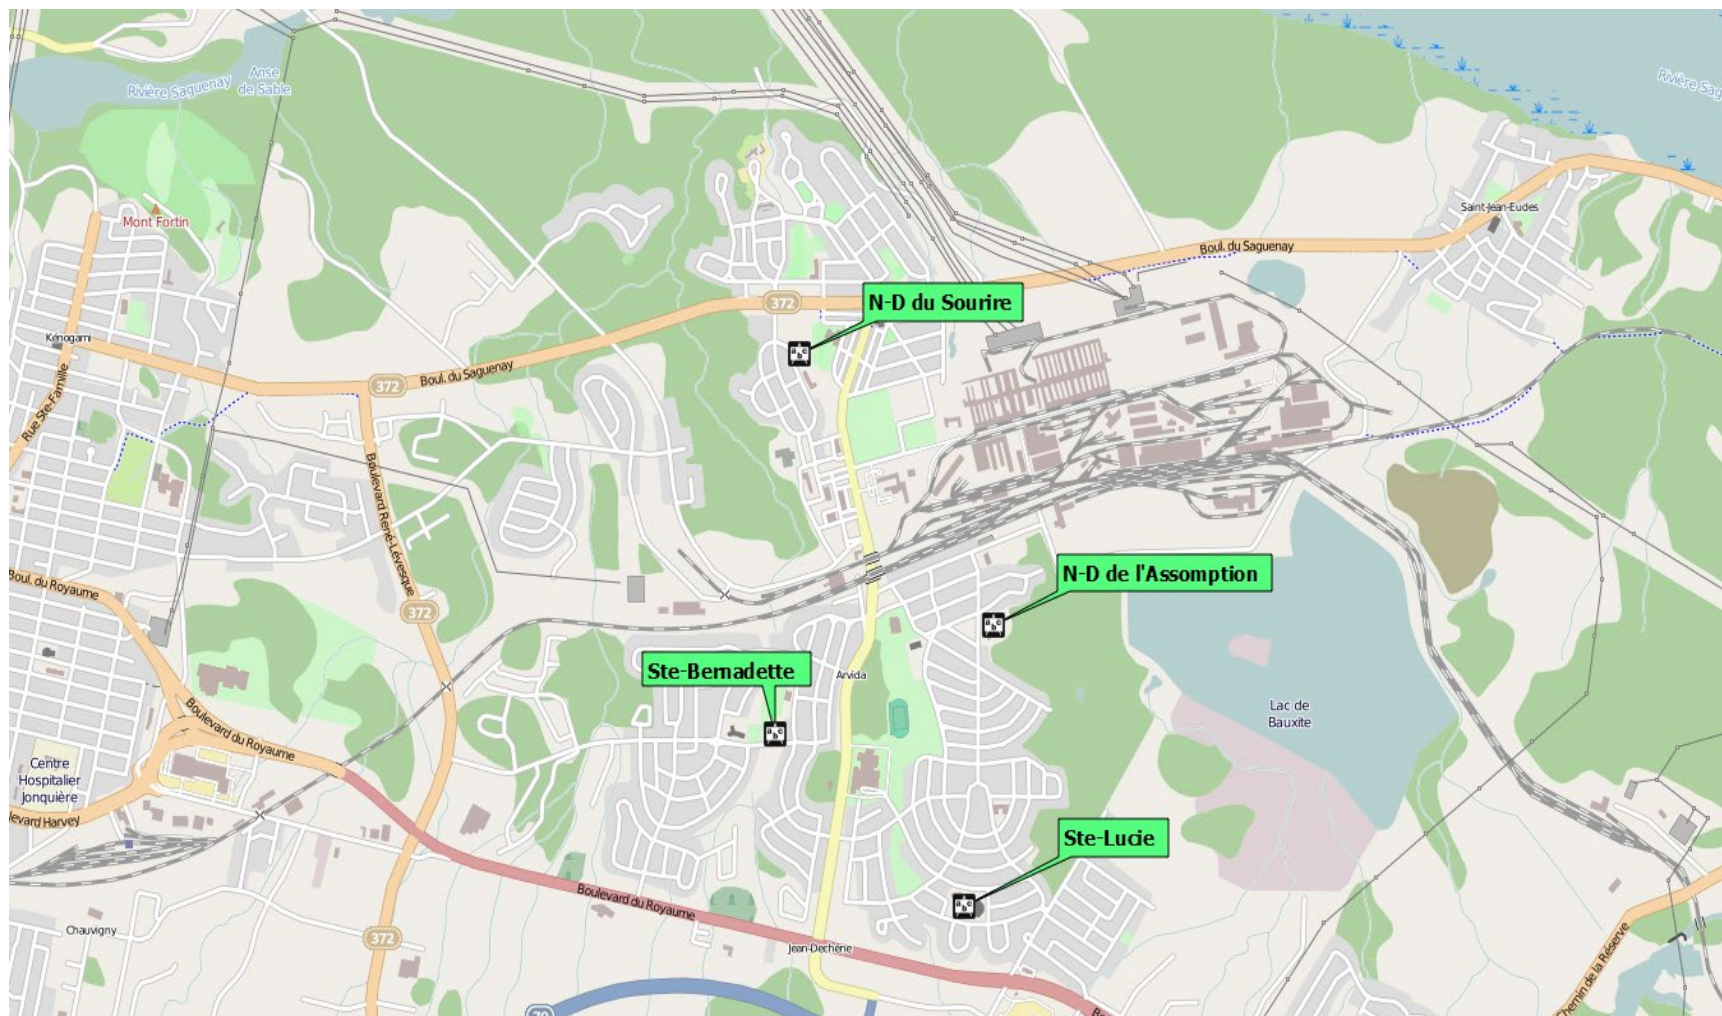 Anse
de Sable
Rivière Saguenay
Rivière Sag
Mont Fortin
Saint-Jean-Eudes
Boul. du Saguenay
N-D du Sourire
372
Kénogami
Boul. du Saguenay
372
Rue Ste-Famille
Boulevard René-Lévesque
Boul. du Royaume
N-D de l'Assomption
372
Ste-Bernadette
Arvida
Lac de
Bauxite
Boulevard du Royaume
Centre
Hospitalier
Jonquière
levard Harvey
Ste-Lucie
Boulevard du Royaume
Chauvigny
372
Jean-Dechêne
Chemin de la Réserve
70
Bo
a b c
a b c
a b c
a b c